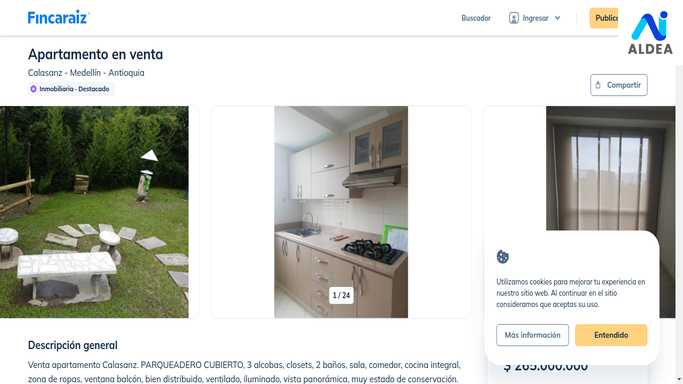 Fincaraiz
Buscador
Ingresar
Public
ALDEA
Apartamento en venta
Calasanz - Medellín - Antioquia
Inmobiliaria - Destacado
Compartir
1 / 24
Utilizamos cookies para mejorar tu experiencia en
nuestro sitio web. Al continuar en el sitio
consideramos que aceptas su uso.
Más información
Entendido
$ 265.000.000
Descripción general
Venta apartamento Calasanz. PARQUEADERO CUBIERTO, 3 alcobas, closets, 2 baños, sala, comedor, cocina integral,
zona de ropas, ventana balcón, bien distribuido, ventilado, iluminado, vista panorámica, muy estado de conservación.